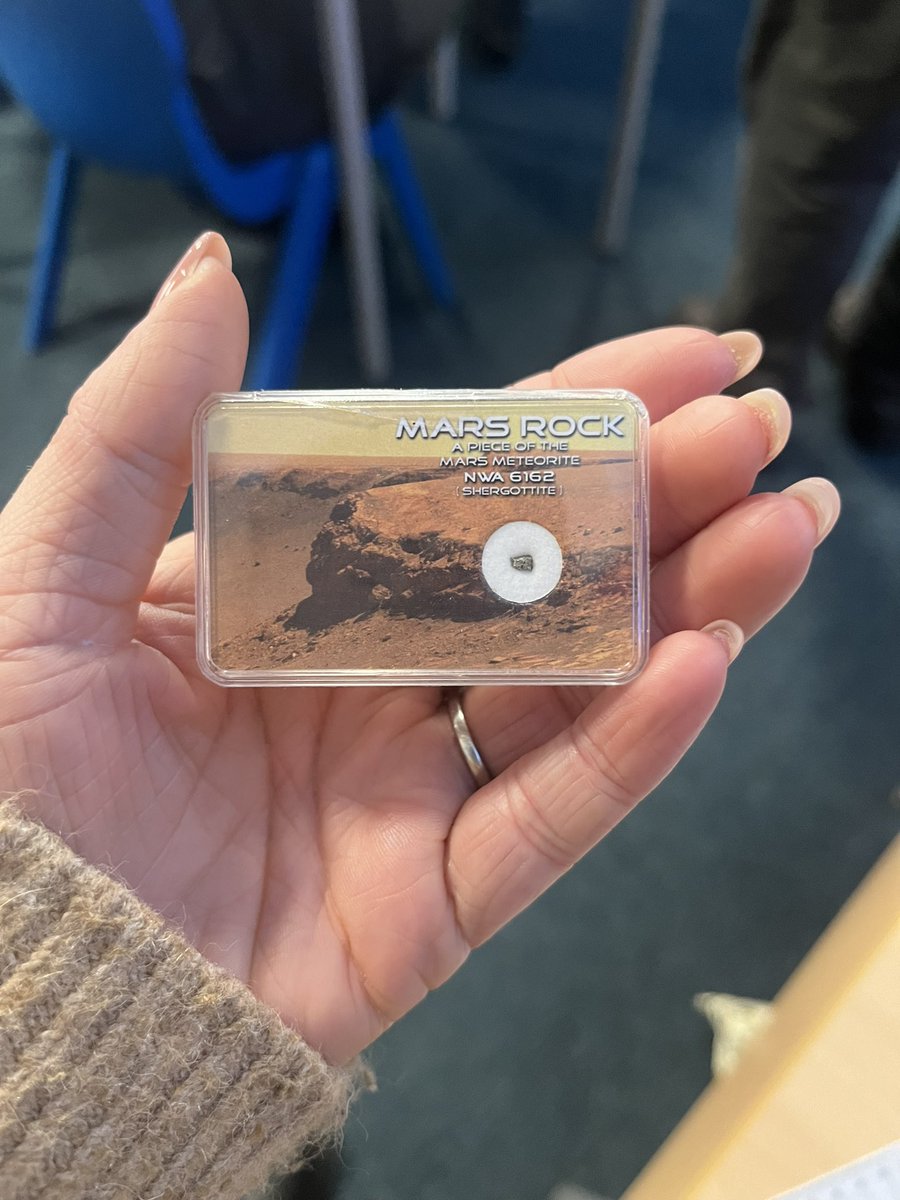 MARS ROCK
A PIECE OF THE
MARS METEORITE
NWA 6162
( SHERGOTTITE )